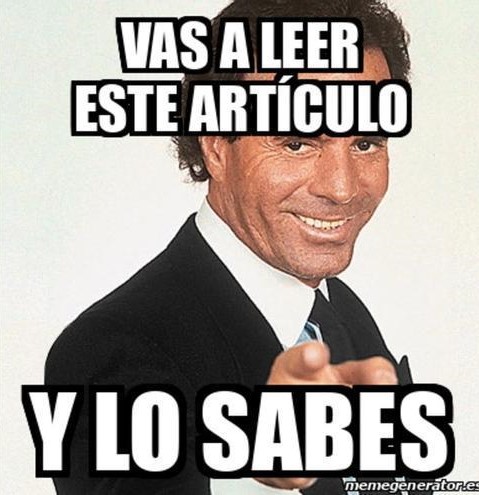 VAS A LEER
ESTE ARTÍCULO
Y LO SABES
memegenerator.es